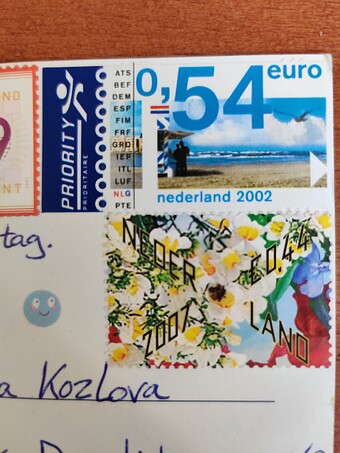 ATS
BEF
DEM
ESP
FIM
FRF
GRD
IEP
ITL
LUF
NLG
PTE
PRIORITY
PRIORITAIRE
0,54 euro
nederland 2002
tag.
NEDER €0,44
2007 LAND
a Kozlova